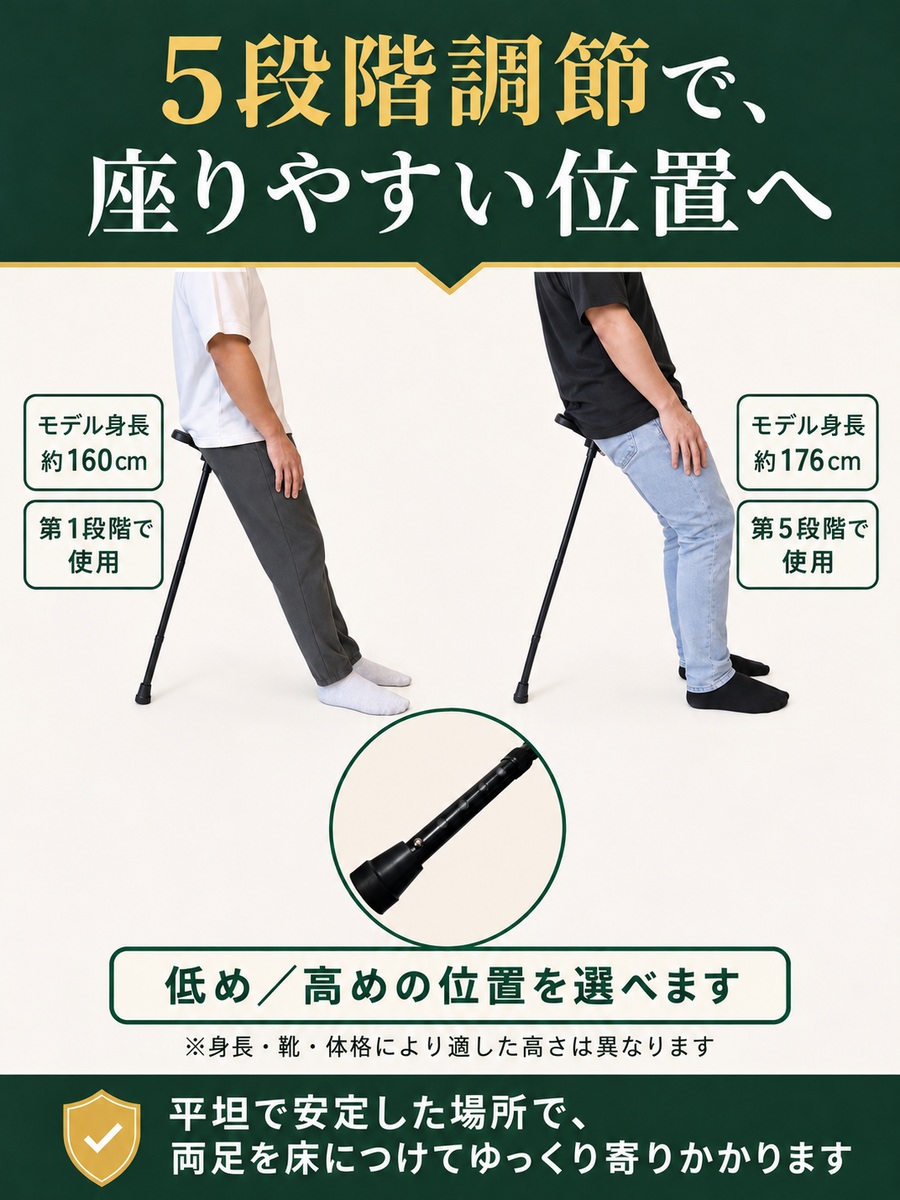 5段階調節で、
座りやすい位置へ
モデル身長
約160cm
第1段階で
使用
モデル身長
約176cm
第5段階で
使用
低め／高めの位置を選べます
※身長・靴・体格により適した高さは異なります
平坦で安定した場所で、
両足を床につけてゆっくり寄りかかります